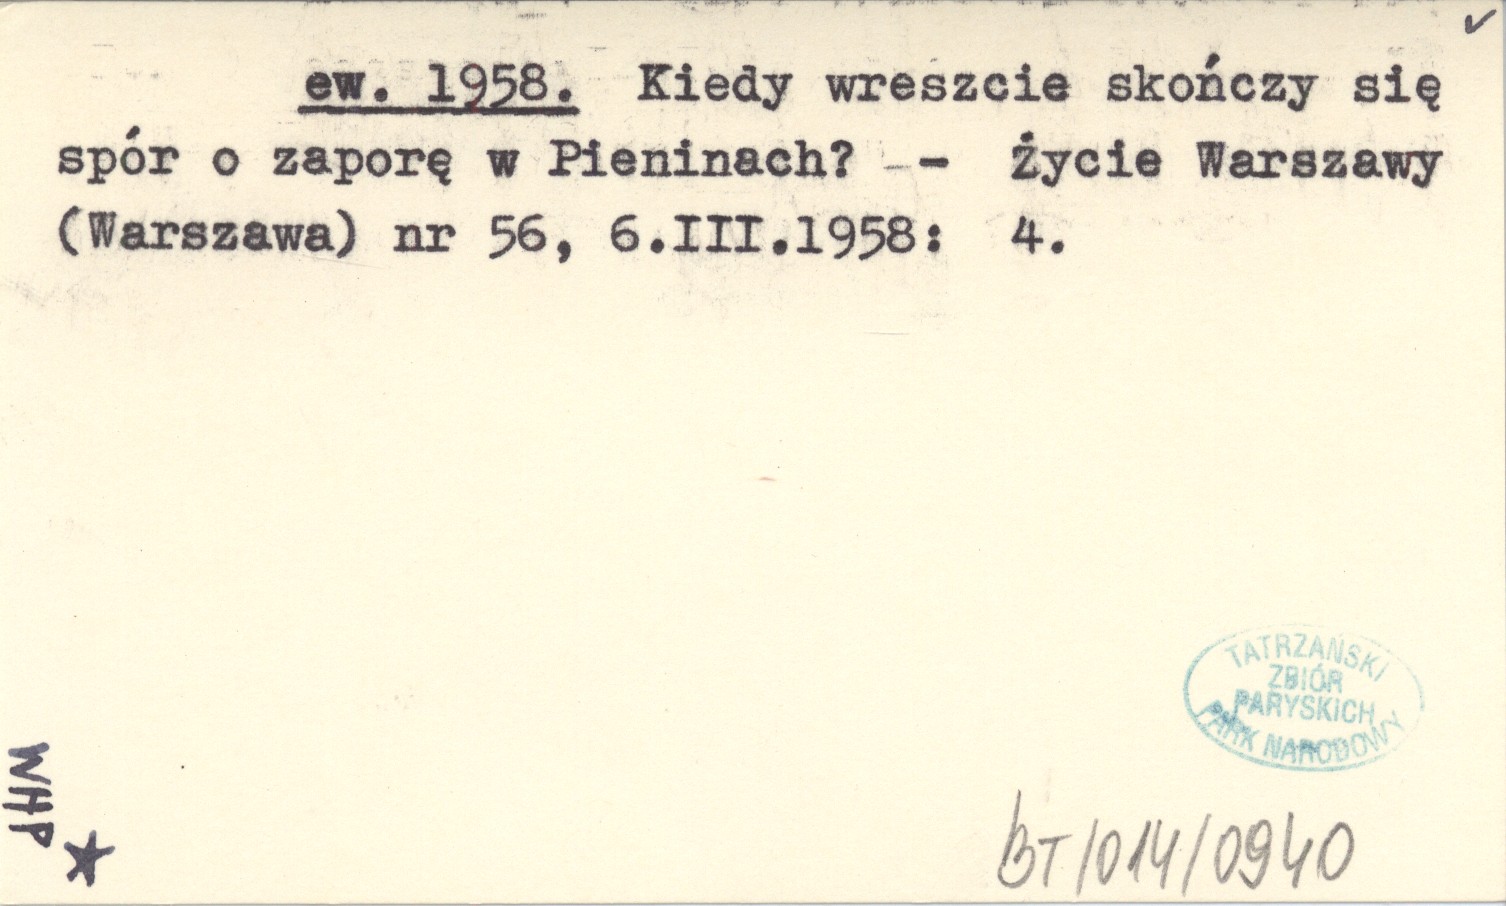 ew. 1958. Kiedy wreszcie skończy się
spór o zaporę w Pieninach? - - Życie Warszawy
(Warszawa) nr 56, 6.III.1958: 4.
TATRZAŃSKI
ZBIÓR
PARYSKICH
PARK NARODOWY
WHP
BT/014/0940